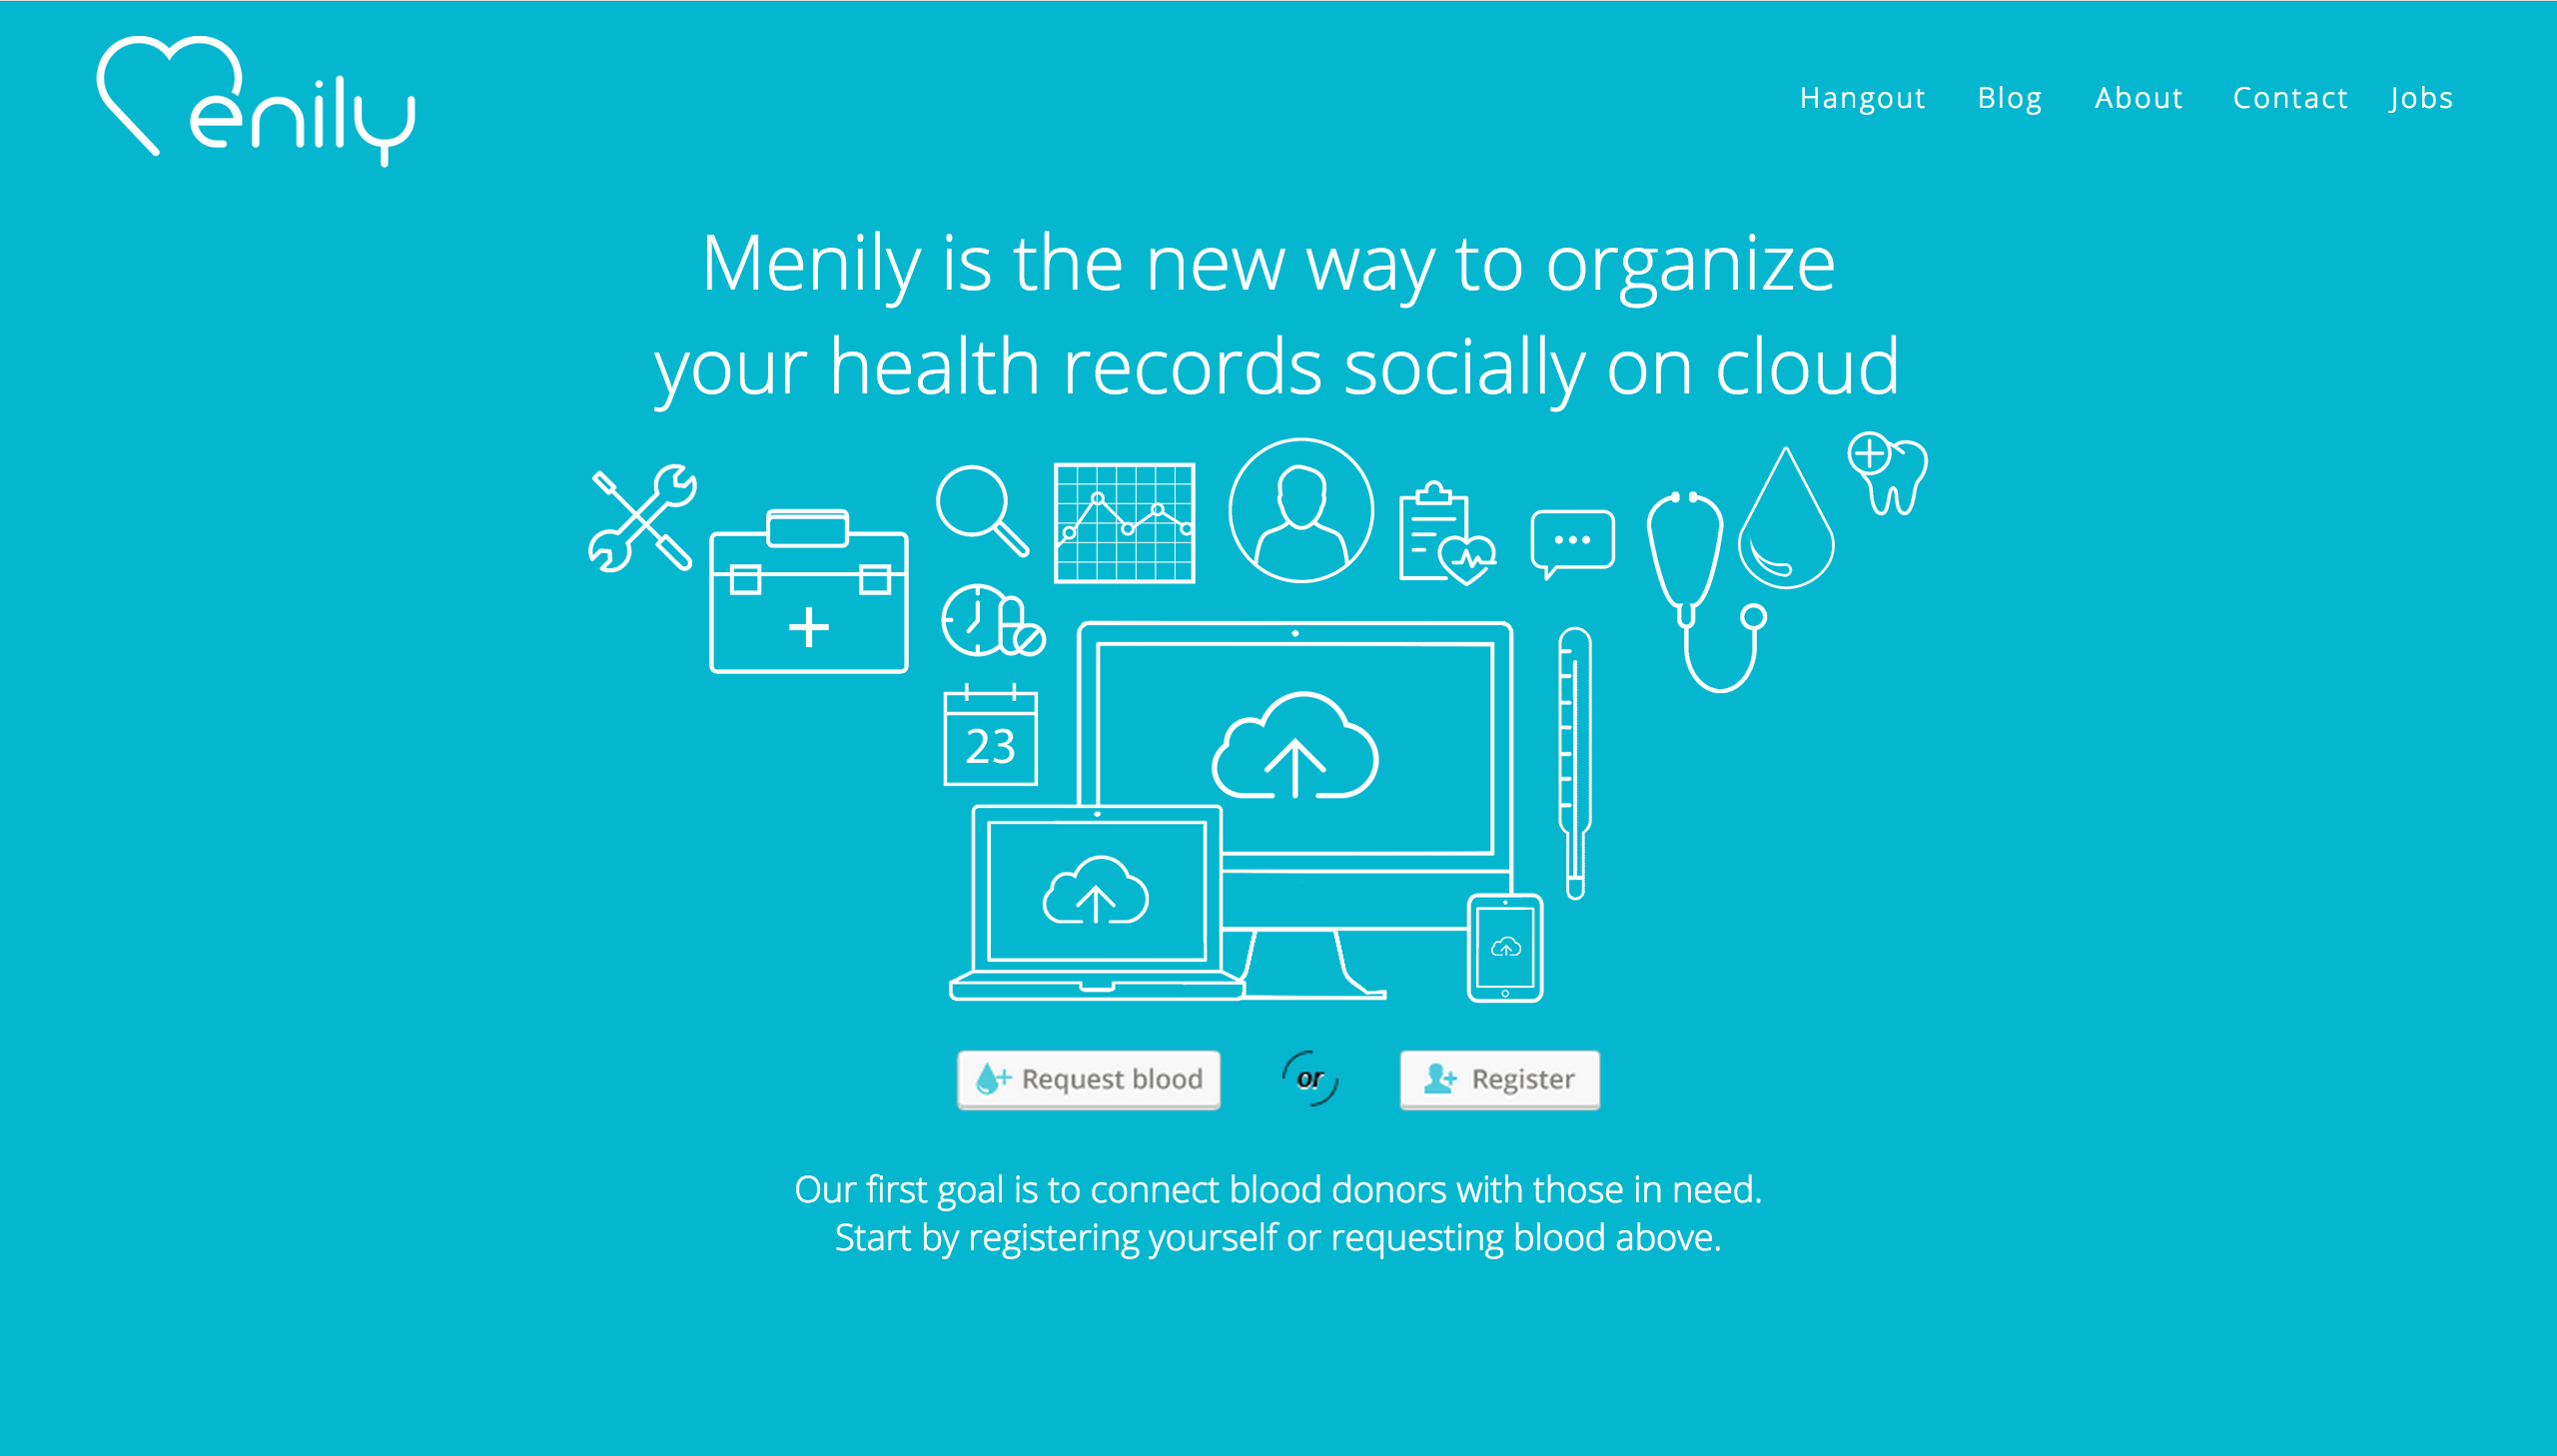 Menily
Hangout Blog About Contact Jobs
Menily is the new way to organize
your health records socially on cloud
23
Request blood or Register
Our first goal is to connect blood donors with those in need.
Start by registering yourself or requesting blood above.